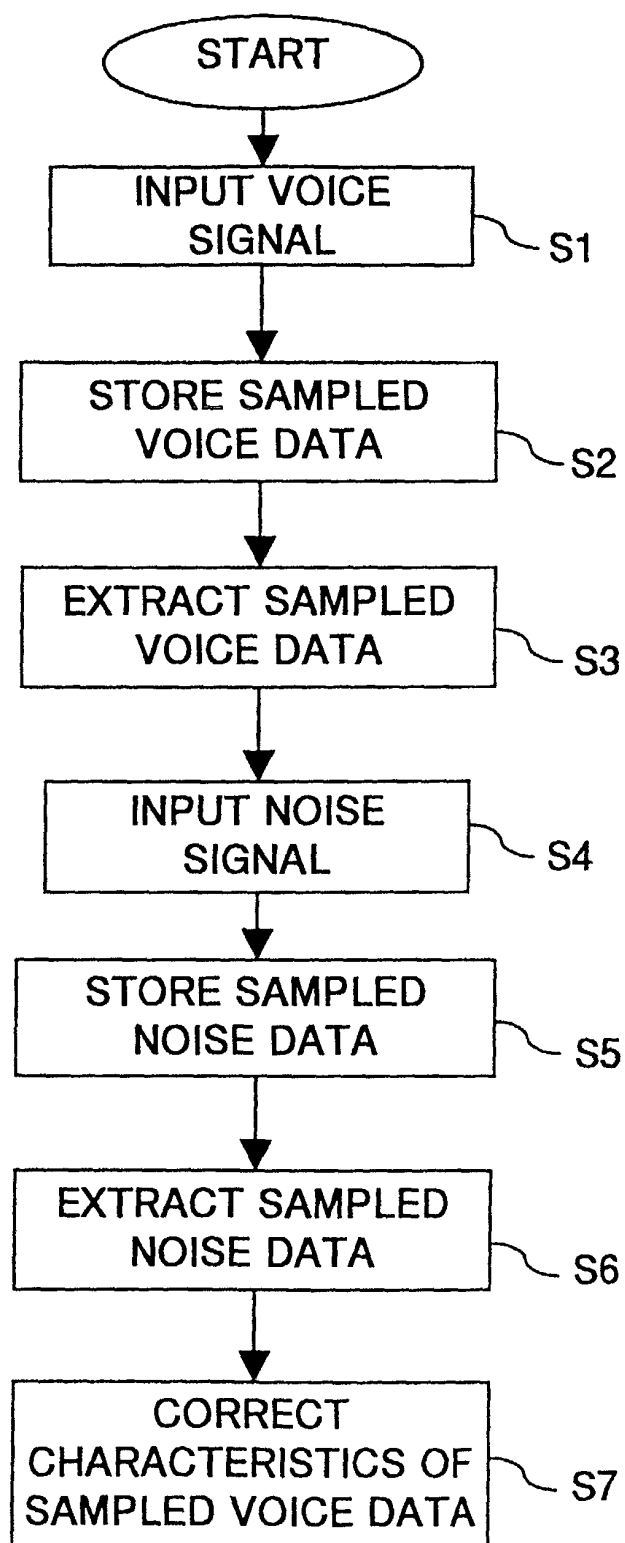 START
INPUT VOICE
SIGNAL
S1
STORE SAMPLED
VOICE DATA
S2
EXTRACT SAMPLED
VOICE DATA
S3
INPUT NOISE
SIGNAL
S4
STORE SAMPLED
NOISE DATA
S5
EXTRACT SAMPLED
NOISE DATA
S6
CORRECT
CHARACTERISTICS OF
SAMPLED VOICE DATA
S7